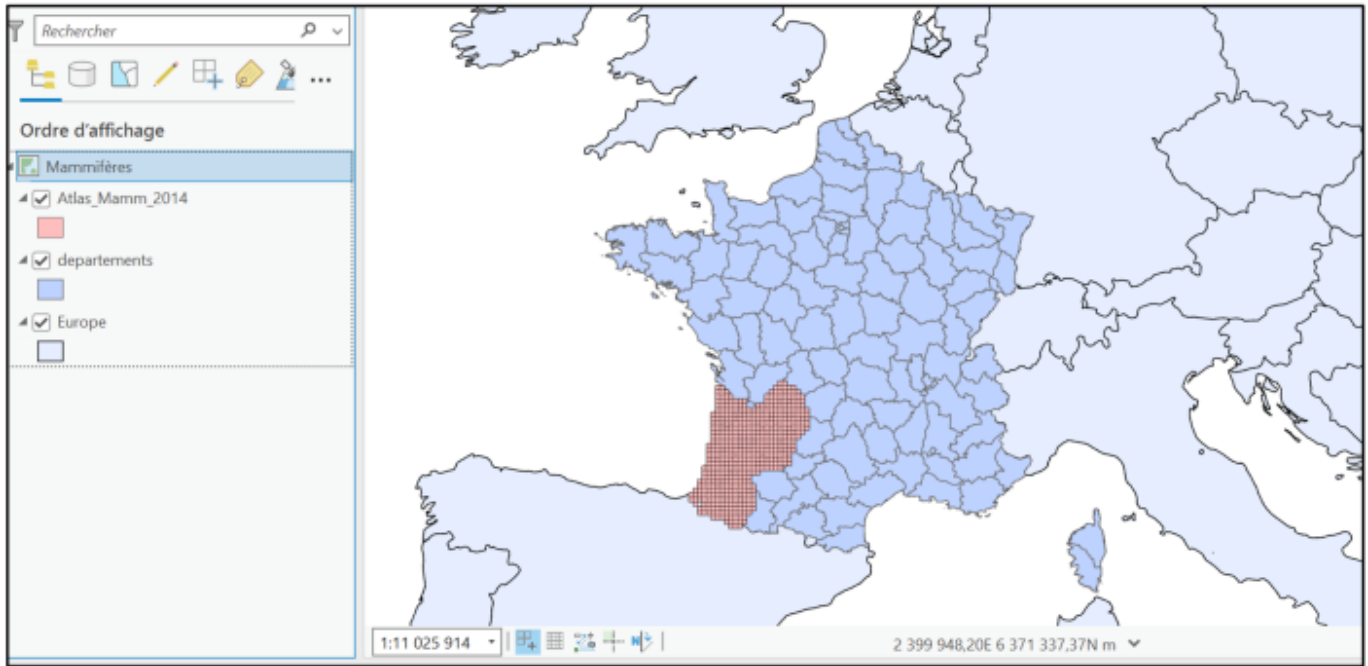 Rechercher
Ordre d'affichage
Mammifères
Atlas_Mamm_2014
departements
Europe
1:11 025 914
2 399 948,20E 6 371 337,37N m